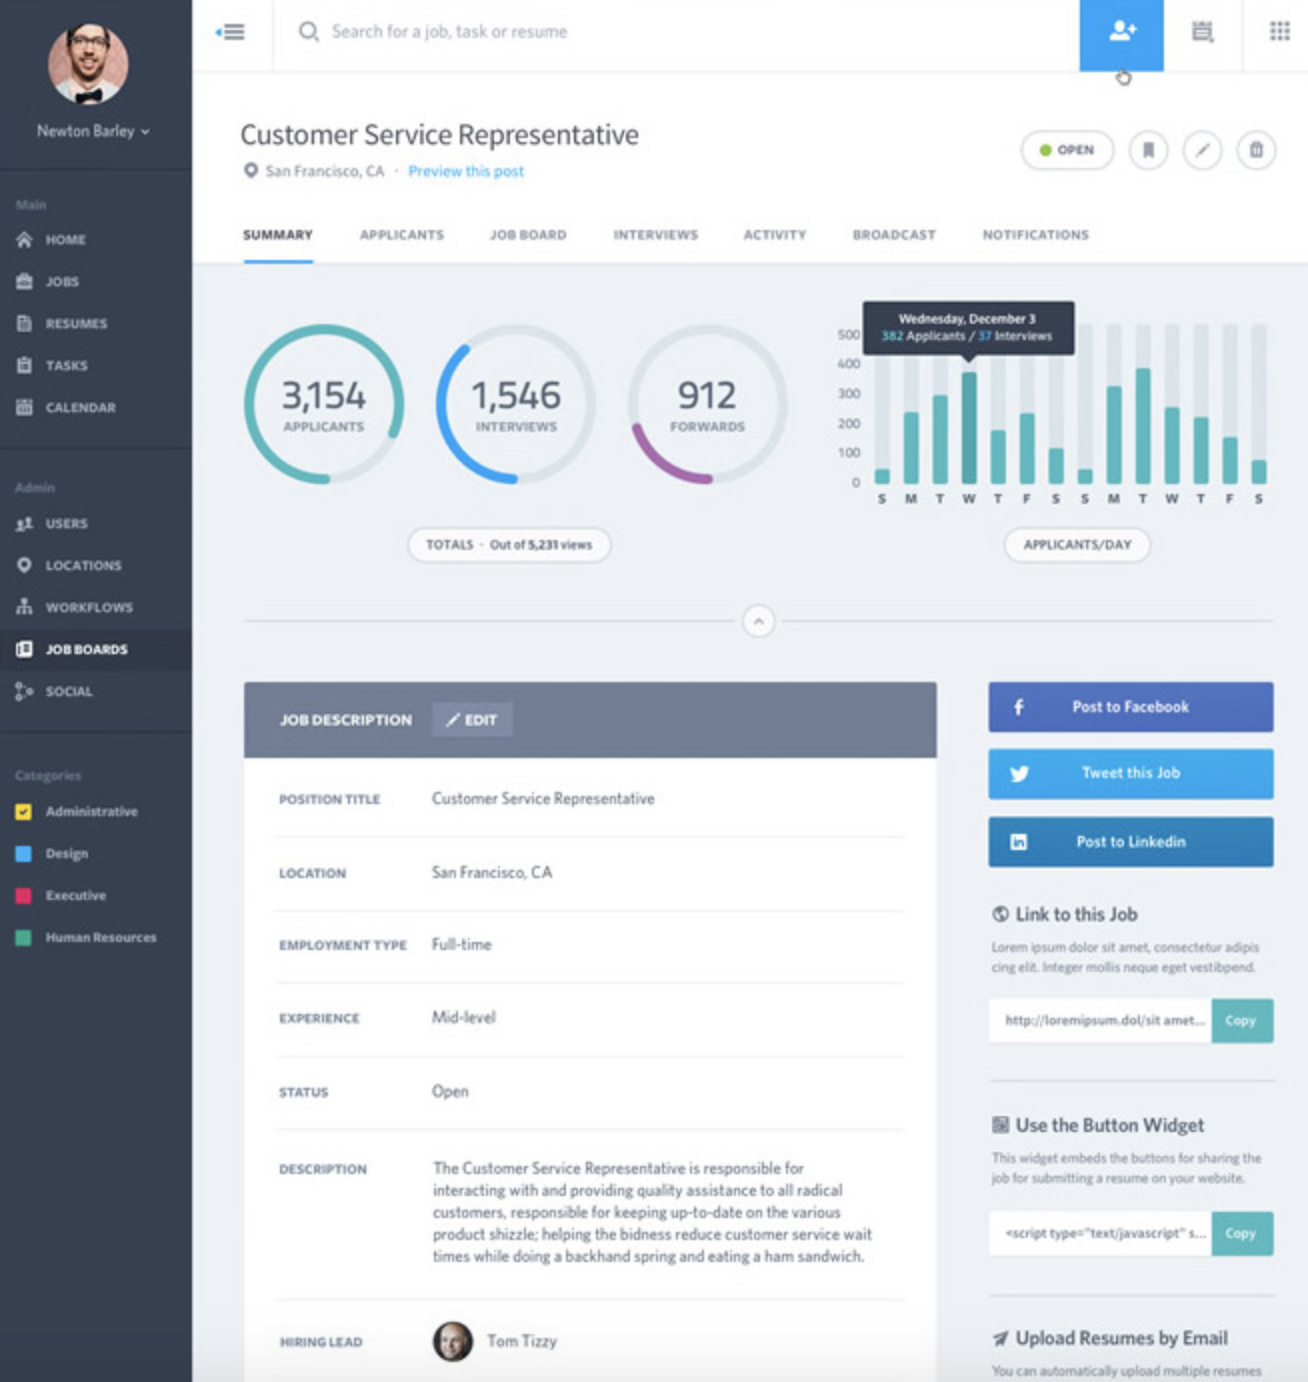 Newton Barley
Main
HOME
JOBS
RESUMES
TASKS
CALENDAR
Admin
USERS
LOCATIONS
WORKFLOWS
JOB BOARDS
SOCIAL
Categories
Administrative
Design
Executive
Human Resources
Search for a job, task or resume
Customer Service Representative
San Francisco, CA · Preview this post
OPEN
SUMMARY APPLICANTS JOB BOARD INTERVIEWS ACTIVITY BROADCAST NOTIFICATIONS
3,154
APPLICANTS
1,546
INTERVIEWS
912
FORWARDS
TOTALS · Out of 5,231 views
Wednesday, December 3
382 Applicants / 37 Interviews
500
400
300
200
100
0
S M T W T F S S M T W T F S
APPLICANTS/DAY
JOB DESCRIPTION EDIT
POSITION TITLE Customer Service Representative
LOCATION San Francisco, CA
EMPLOYMENT TYPE Full-time
EXPERIENCE Mid-level
STATUS Open
DESCRIPTION The Customer Service Representative is responsible for
interacting with and providing quality assistance to all radical
customers, responsible for keeping up-to-date on the various
product shizzle; helping the bidness reduce customer service wait
times while doing a backhand spring and eating a ham sandwich.
HIRING LEAD Tom Tizzy
Post to Facebook
Tweet this Job
Post to Linkedin
Link to this Job
Lorem ipsum dolor sit amet, consectetur adipis
cing elit. Integer mollis neque eget vestibpend.
http://loremipsum.dol/sit amet... Copy
Use the Button Widget
This widget embeds the buttons for sharing the
job for submitting a resume on your website.
<script type="text/javascript" s... Copy
Upload Resumes by Email
You can automatically upload multiple resumes